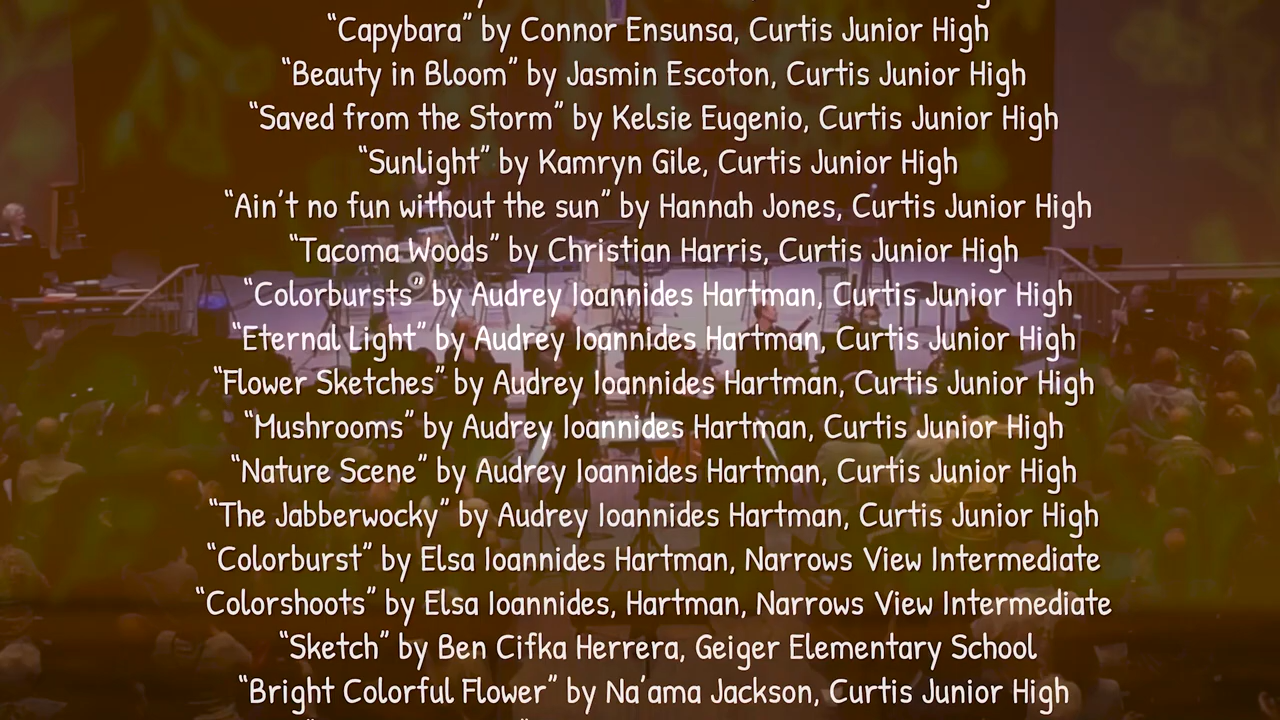 “Capybara” by Connor Ensunsa, Curtis Junior High
“Beauty in Bloom” by Jasmin Escoton, Curtis Junior High
“Saved from the Storm” by Kelsie Eugenio, Curtis Junior High
“Sunlight” by Kamryn Gile, Curtis Junior High
“Ain’t no fun without the sun” by Hannah Jones, Curtis Junior High
“Tacoma Woods” by Christian Harris, Curtis Junior High
“Colorbursts” by Audrey Ioannides Hartman, Curtis Junior High
“Eternal Light” by Audrey Ioannides Hartman, Curtis Junior High
“Flower Sketches” by Audrey Ioannides Hartman, Curtis Junior High
“Mushrooms” by Audrey Ioannides Hartman, Curtis Junior High
“Nature Scene” by Audrey Ioannides Hartman, Curtis Junior High
“The Jabberwocky” by Audrey Ioannides Hartman, Curtis Junior High
“Colorburst” by Elsa Ioannides Hartman, Narrows View Intermediate
“Colorshoots” by Elsa Ioannides, Hartman, Narrows View Intermediate
“Sketch” by Ben Cifka Herrera, Geiger Elementary School
“Bright Colorful Flower” by Na’ama Jackson, Curtis Junior High